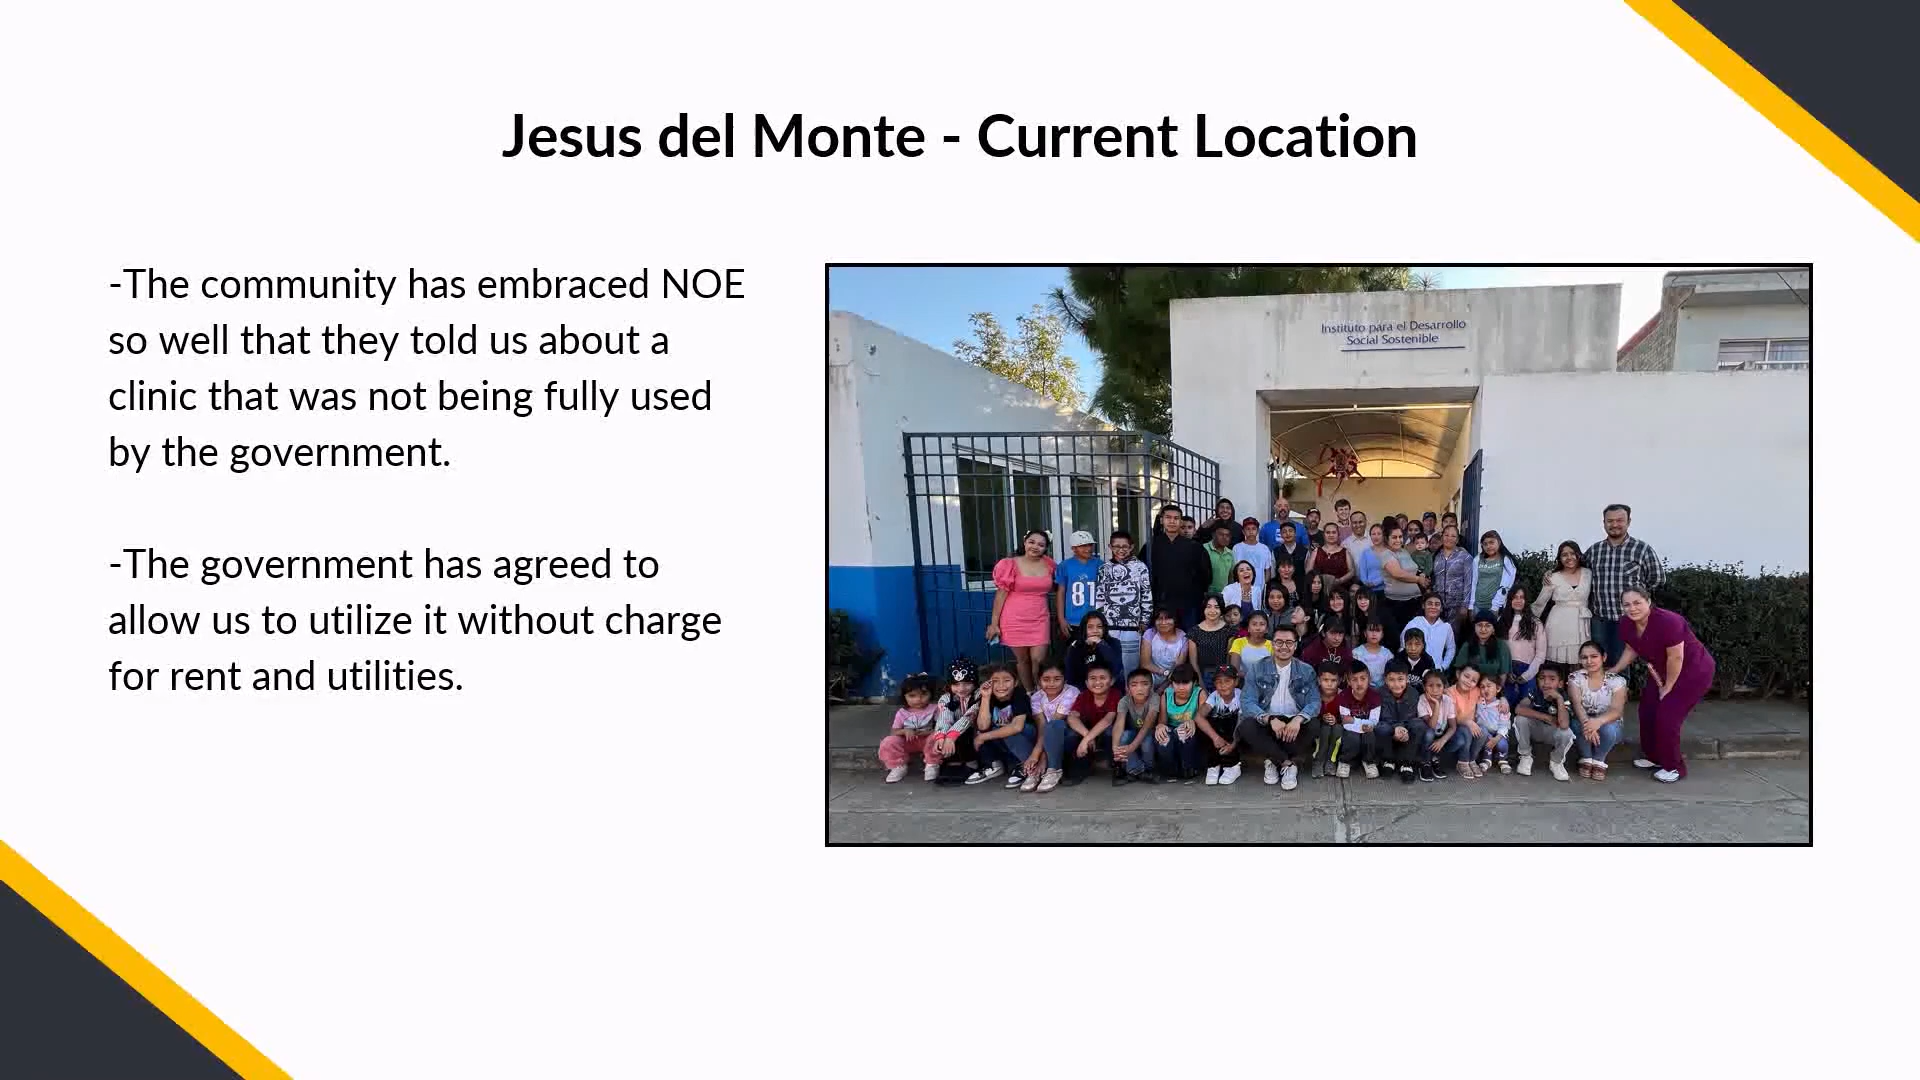 Jesus del Monte - Current Location
-The community has embraced NOE
so well that they told us about a
clinic that was not being fully used
by the government.
-The government has agreed to
allow us to utilize it without charge
for rent and utilities.
Instituto para el Desarrollo
Social Sostenible
81